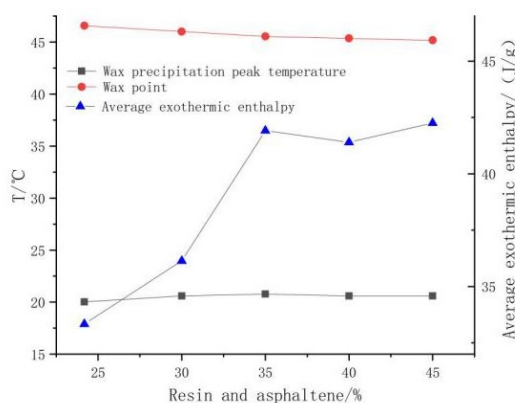 45
40
35
30
25
20
15
T/℃
Wax precipitation peak temperature
Wax point
Average exothermic enthalpy
45
40
35
Average exothermic enthalpy/ (J/g)
25 30 35 40 45
Resin and asphaltene/%